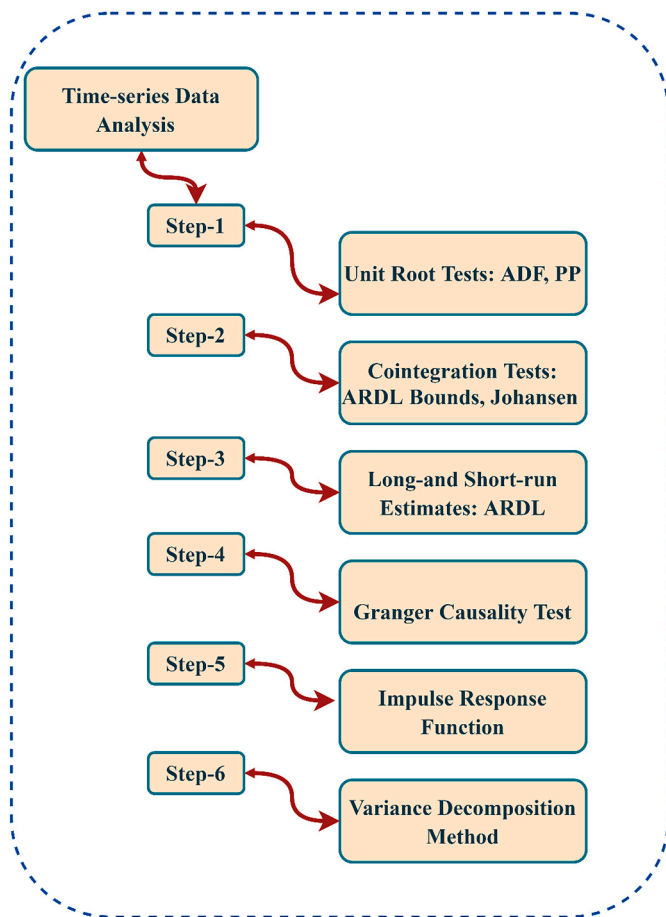 Time-series Data
Analysis
Step-1
Unit Root Tests: ADF, PP
Step-2
Cointegration Tests:
ARDL Bounds, Johansen
Step-3
Long-and Short-run
Estimates: ARDL
Step-4
Granger Causality Test
Step-5
Impulse Response
Function
Step-6
Variance Decomposition
Method